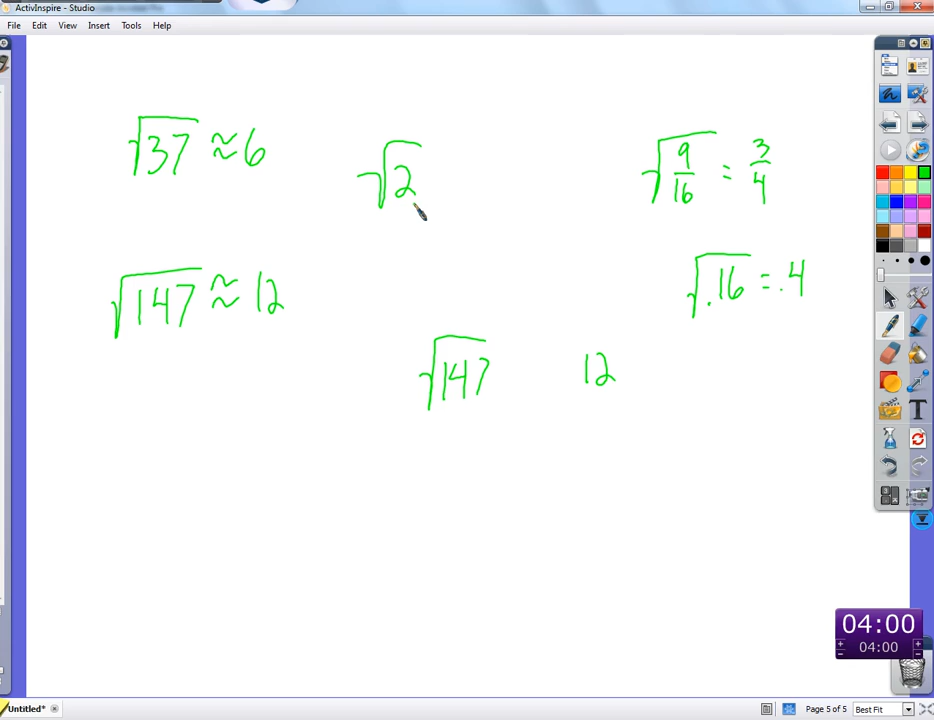 ActivInspire - Studio
File Edit View Insert Tools Help
√37 ≈ 6
√2
√9/16 = 3/4
√147 ≈ 12
√.16 = .4
√147 12
04:00
04:00
Untitled*
Page 5 of 5
Best Fit